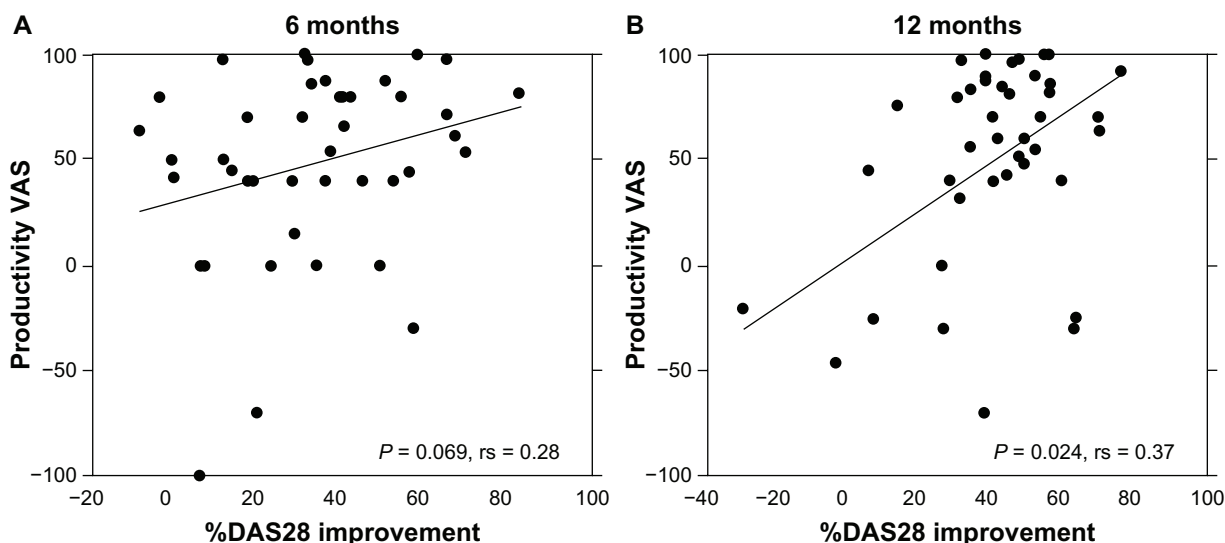 A
6 months
Productivity VAS
100
50
0
−50
−100
−20
0
20
40
60
80
100
%DAS28 improvement
P = 0.069, rs = 0.28
B
12 months
Productivity VAS
100
50
0
−50
−100
−40
−20
0
20
40
60
80
100
%DAS28 improvement
P = 0.024, rs = 0.37